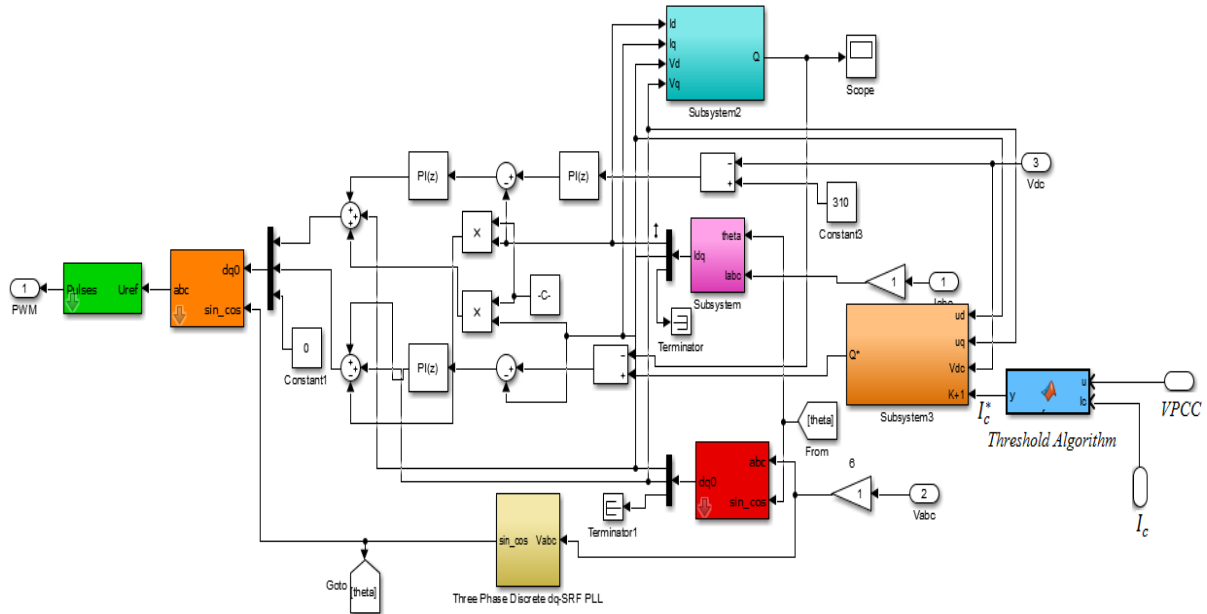 Id
Iq
Vd
Vq
Q
Subsystem2
Scope
PI(z)
PI(z)
−
+
3
Vdc
310
Constant3
theta
Iabc
Idq
Subsystem
1
1
X
X
-C-
Terminator
dq0
abc
sin_cos
Pulses
Uref
1
PWM
0
Constant1
PI(z)
−
+
ud
uq
Vdc
K+1
Q*
Subsystem3
I*c
u
Ic
y
Threshold Algorithm
VPCC
Ic
[theta]
From
6
1
2
Vabc
abc
dq0
sin_cos
Terminator1
sin_cos
Vabc
Three Phase Discrete dq-SRF PLL
Goto
[theta]